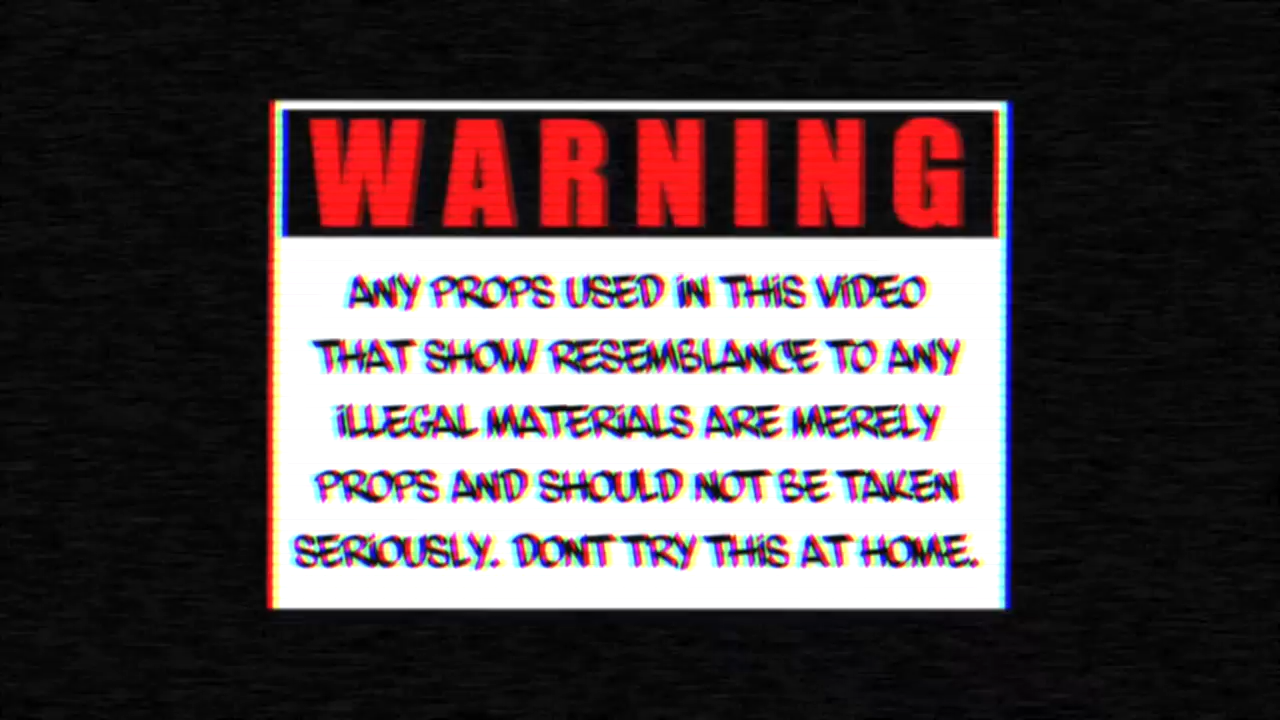 WARNING
ANY PROPS USED iN THiS ViDEO
THAT SHOW RESEMBLANCE TO ANY
iLLEGAL MATERiALS ARE MERELY
PROPS AND SHOULD NOT BE TAKEN
SERiOUSLY. DONT TRY THiS AT HOME.